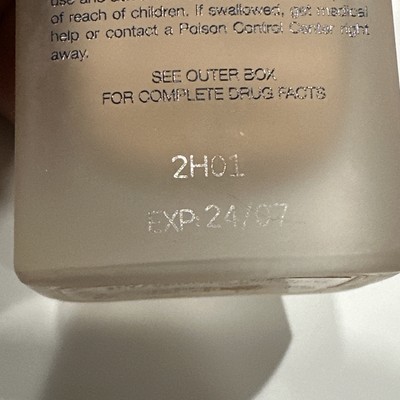 of reach of children. If swallowed, get medical
help or contact a Poison Control Center right
away.
SEE OUTER BOX
FOR COMPLETE DRUG FACTS
2H01
EXP: 24/07